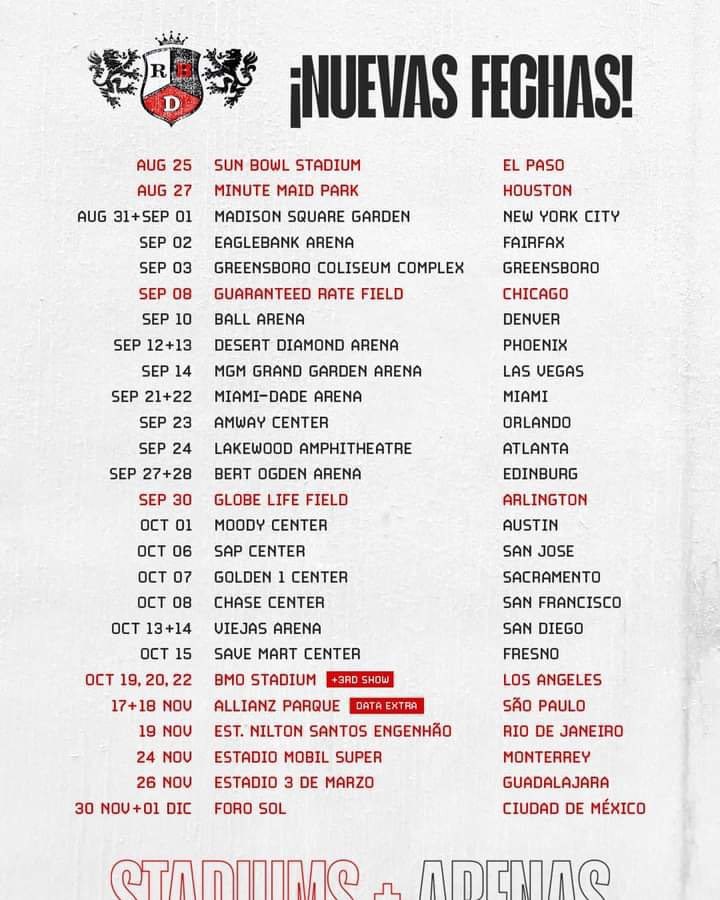 R B D
¡NUEVAS FECHAS!
AUG 25 SUN BOWL STADIUM EL PASO
AUG 27 MINUTE MAID PARK HOUSTON
AUG 31+SEP 01 MADISON SQUARE GARDEN NEW YORK CITY
SEP 02 EAGLEBANK ARENA FAIRFAX
SEP 03 GREENSBORO COLISEUM COMPLEX GREENSBORO
SEP 08 GUARANTEED RATE FIELD CHICAGO
SEP 10 BALL ARENA DENVER
SEP 12+13 DESERT DIAMOND ARENA PHOENIX
SEP 14 MGM GRAND GARDEN ARENA LAS VEGAS
SEP 21+22 MIAMI-DADE ARENA MIAMI
SEP 23 AMWAY CENTER ORLANDO
SEP 24 LAKEWOOD AMPHITHEATRE ATLANTA
SEP 27+28 BERT OGDEN ARENA EDINBURG
SEP 30 GLOBE LIFE FIELD ARLINGTON
OCT 01 MOODY CENTER AUSTIN
OCT 06 SAP CENTER SAN JOSE
OCT 07 GOLDEN 1 CENTER SACRAMENTO
OCT 08 CHASE CENTER SAN FRANCISCO
OCT 13+14 VIEJAS ARENA SAN DIEGO
OCT 15 SAVE MART CENTER FRESNO
OCT 19, 20, 22 BMO STADIUM +3RD SHOW LOS ANGELES
17+18 NOV ALLIANZ PARQUE DATA EXTRA SÃO PAULO
19 NOV EST. NILTON SANTOS ENGENHÃO RIO DE JANEIRO
24 NOV ESTADIO MOBIL SUPER MONTERREY
26 NOV ESTADIO 3 DE MARZO GUADALAJARA
30 NOV+01 DIC FORO SOL CIUDAD DE MÉXICO
STADIUMS + ARENAS